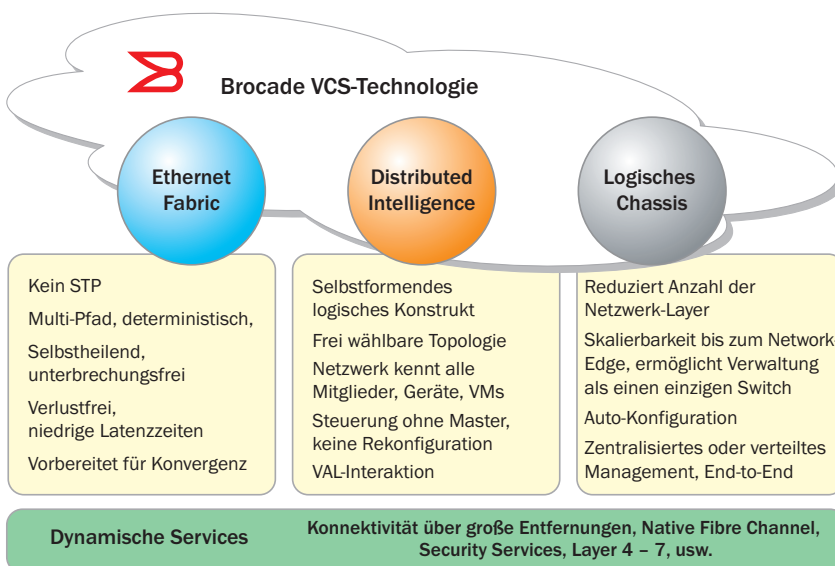 Brocade VCS-Technologie
Ethernet
Fabric
Distributed
Intelligence
Logisches
Chassis
Kein STP
Multi-Pfad, deterministisch,
Selbstheilend,
unterbrechungsfrei
Verlustfrei,
niedrige Latenzzeiten
Vorbereitet für Konvergenz
Selbstformendes
logisches Konstrukt
Frei wählbare Topologie
Netzwerk kennt alle
Mitglieder, Geräte, VMs
Steuerung ohne Master,
keine Rekonfiguration
VAL-Interaktion
Reduziert Anzahl der
Netzwerk-Layer
Skalierbarkeit bis zum Network-
Edge, ermöglicht Verwaltung
als einen einzigen Switch
Auto-Konfiguration
Zentralisiertes oder verteiltes
Management, End-to-End
Dynamische Services
Konnektivität über große Entfernungen, Native Fibre Channel,
Security Services, Layer 4 – 7, usw.